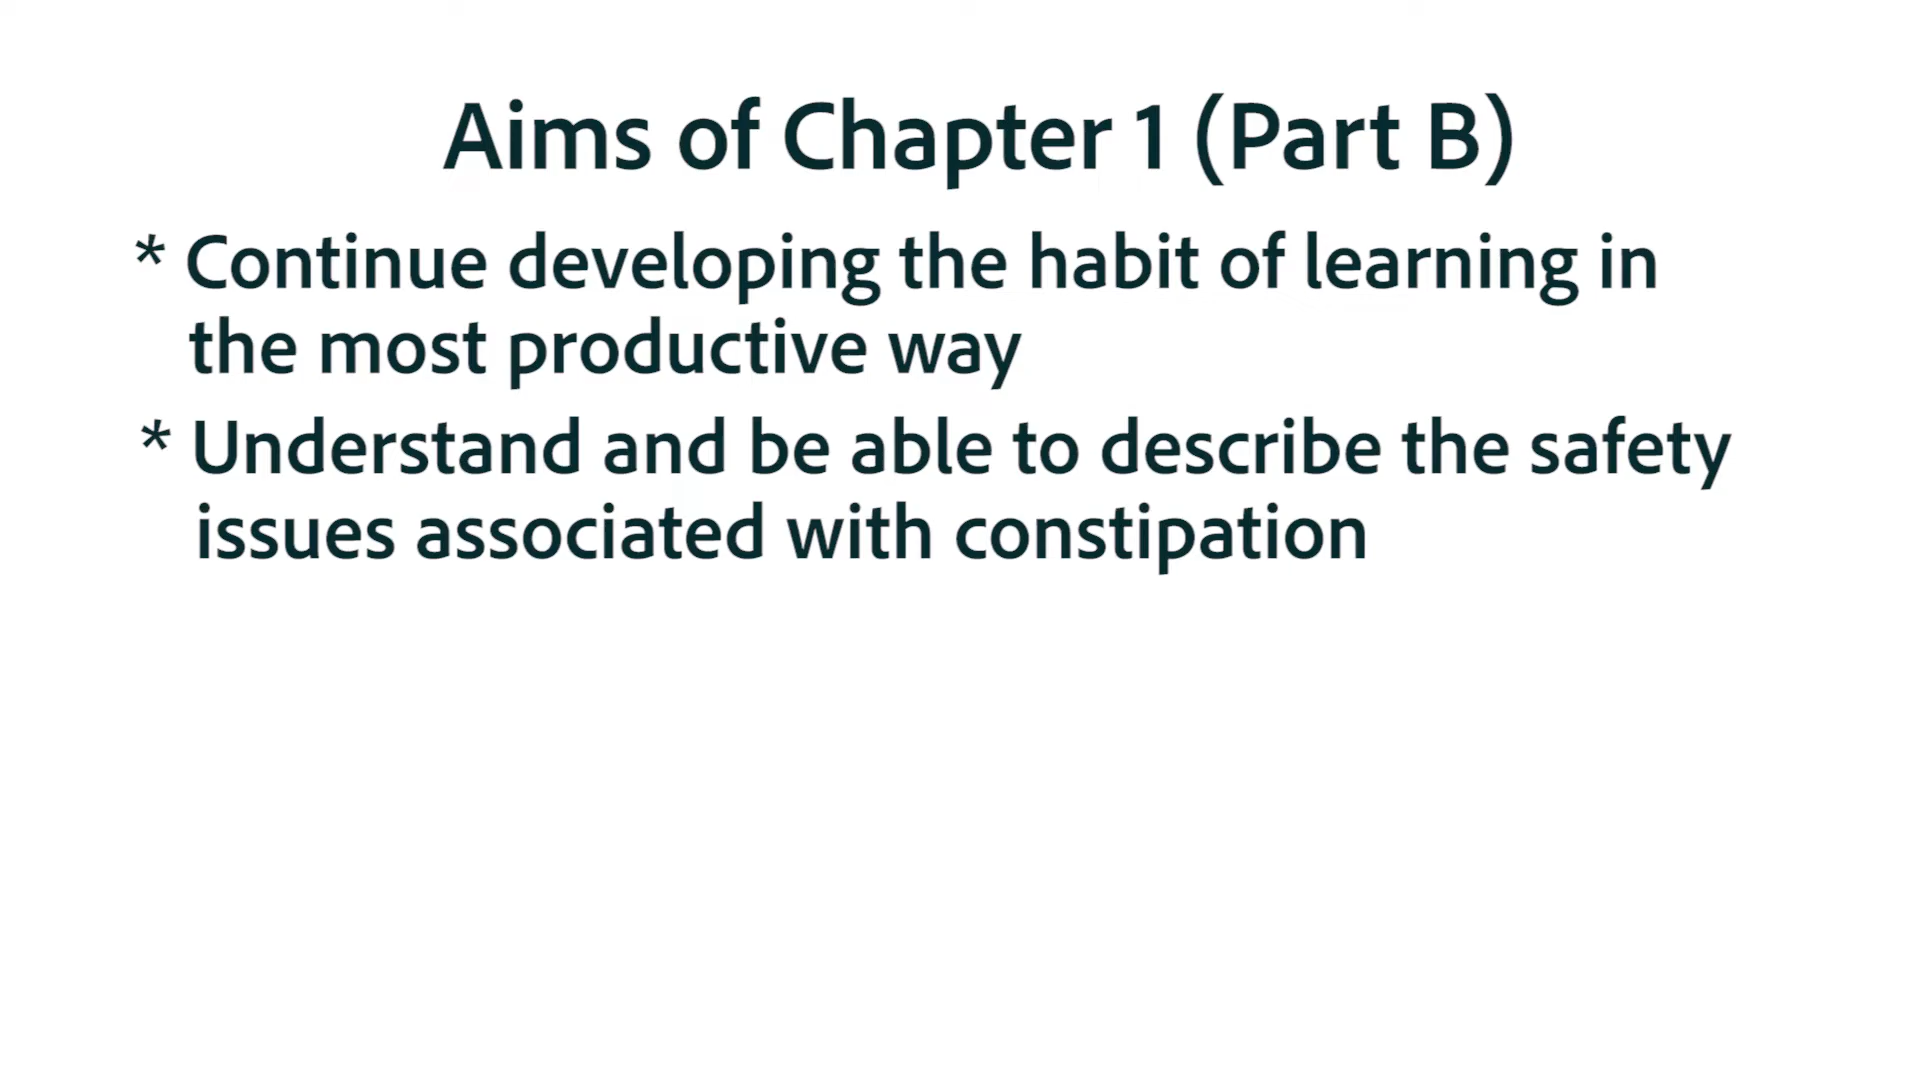 Aims of Chapter 1 (Part B)
* Continue developing the habit of learning in
the most productive way
* Understand and be able to describe the safety
issues associated with constipation